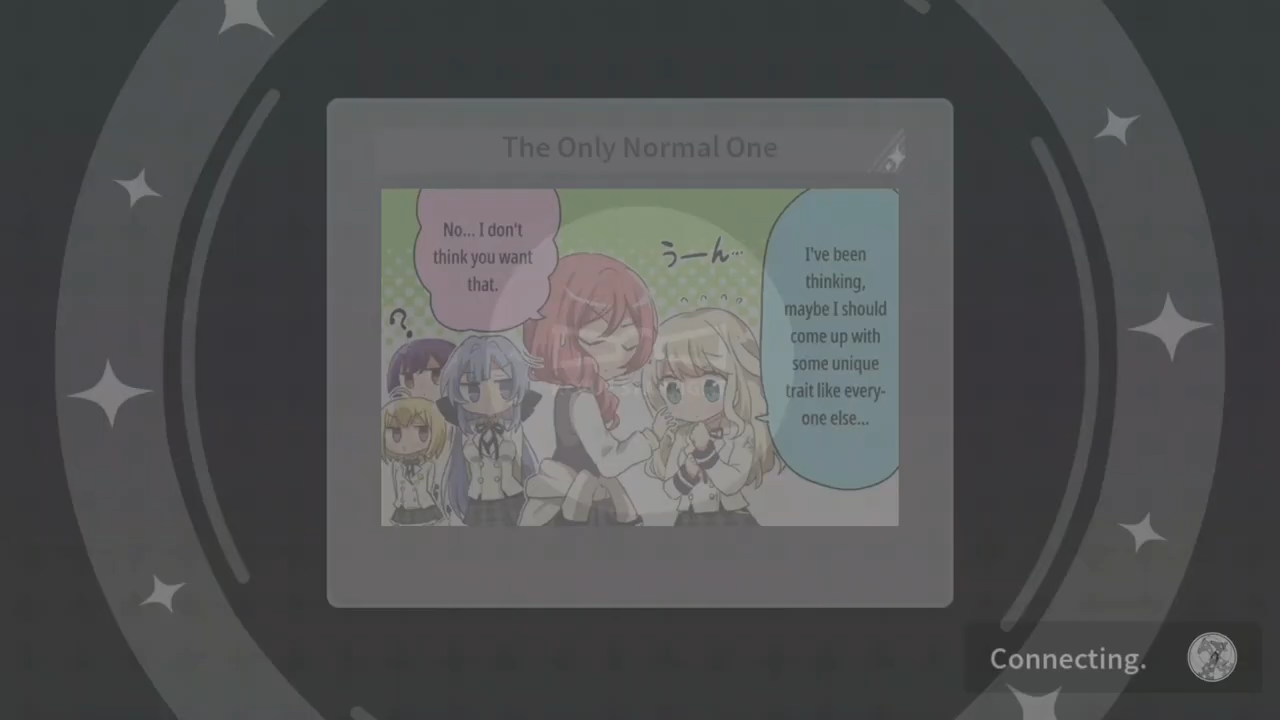 The Only Normal One
No... I don't
think you want
that.
うーん…
I've been
thinking,
maybe I should
come up with
some unique
trait like every-
one else...
?
Connecting.